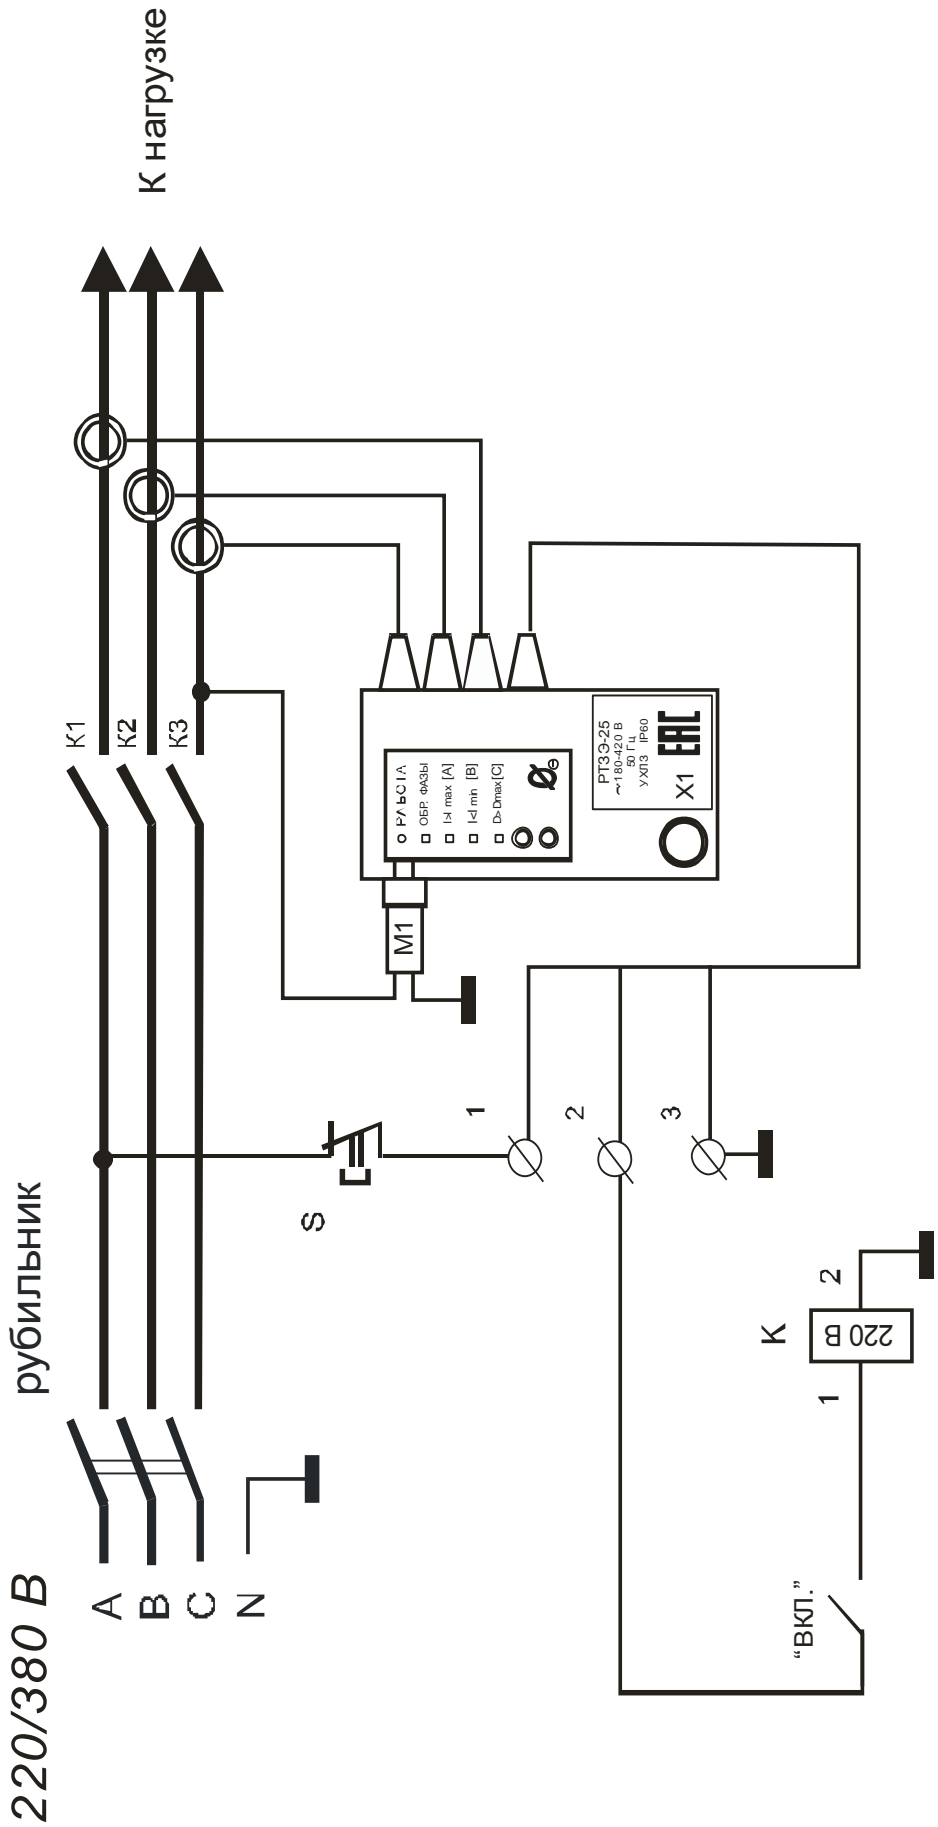 220/380 В
рубильник
К нагрузке
A
B
C
N
К1
К2
К3
S
1
2
3
М1
РАБОТА
ОБР. ФАЗЫ
I>I max [A]
I<I min [B]
D>Dmax[C]
РТЗЭ-25
~180-420 В
50 Гц
УХЛ3 IP60
EAC
X1
К
1
220 В
2
“ВКЛ.”